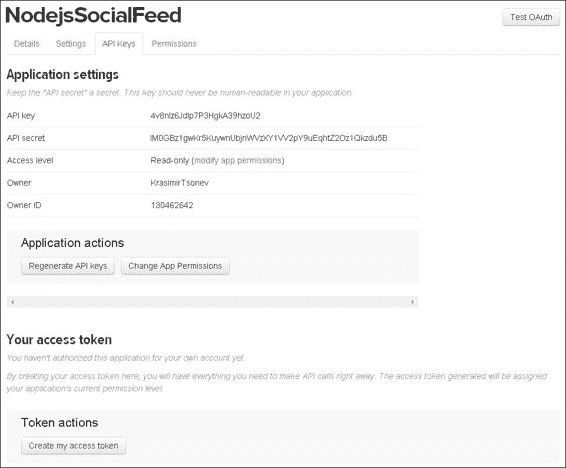 NodejsSocialFeed
Test OAuth
Details Settings API Keys Permissions
Application settings
Keep the "API secret" a secret. This key should never be human-readable in your application.
API key
API secret
Access level Read-only (modify app permissions)
Owner KrasimirTsonev
Owner ID 130462642
Application actions
Regenerate API keys Change App Permissions
Your access token
You haven't authorized this application for your own account yet.
By creating your access token here, you will have everything you need to make API calls right away. The access token generated will be assigned
your application's current permission level.
Token actions
Create my access token